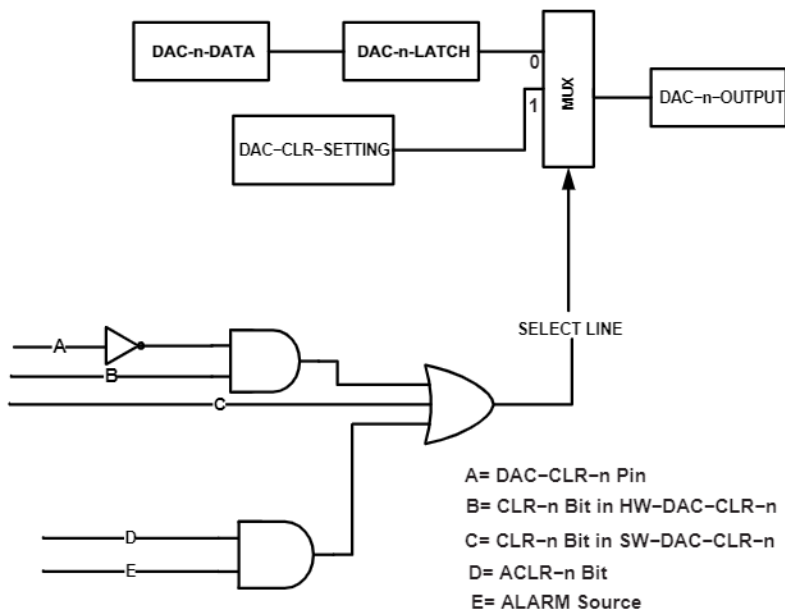 DAC-n-DATA
DAC-n-LATCH
0
1
MUX
DAC-n-OUTPUT
DAC-CLR-SETTING
SELECT LINE
A
B
C
D
E
A= DAC-CLR-n Pin
B= CLR-n Bit in HW-DAC-CLR-n
C= CLR-n Bit in SW-DAC-CLR-n
D= ACLR-n Bit
E= ALARM Source